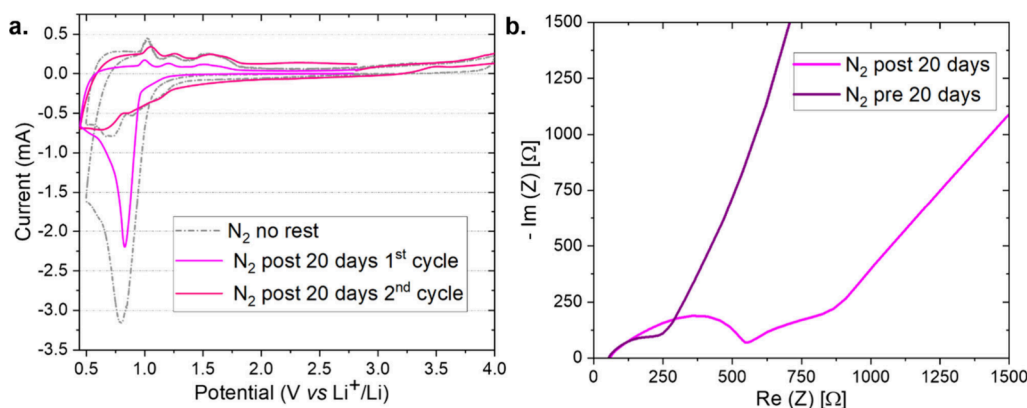 a.
0.5
0.0
-0.5
-1.0
-1.5
-2.0
-2.5
-3.0
-3.5
Current (mA)
N₂ no rest
N₂ post 20 days 1ˢᵗ cycle
N₂ post 20 days 2ⁿᵈ cycle
0.5 1.0 1.5 2.0 2.5 3.0 3.5 4.0
Potential (V vs Li⁺/Li)
b.
-1500
-1250
-1000
-750
-500
-250
0
- Im (Z) [Ω]
N₂ post 20 days
N₂ pre 20 days
0 250 500 750 1000 1250 1500
Re (Z) [Ω]